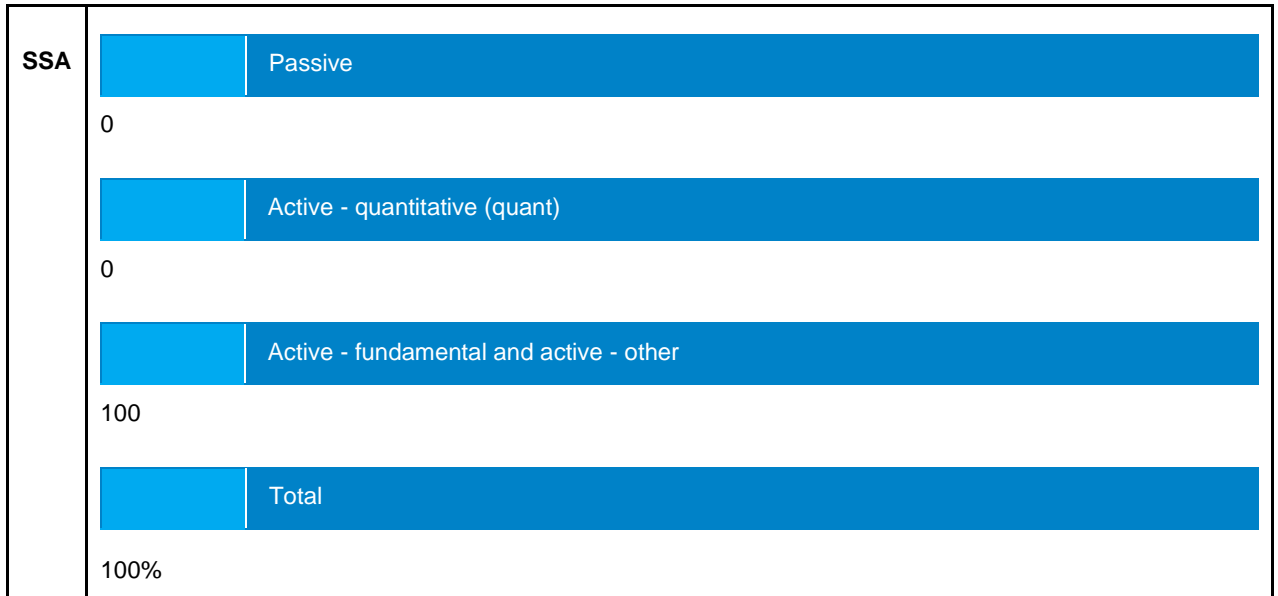 SSA
Passive
0
Active - quantitative (quant)
0
Active - fundamental and active - other
100
Total
100%